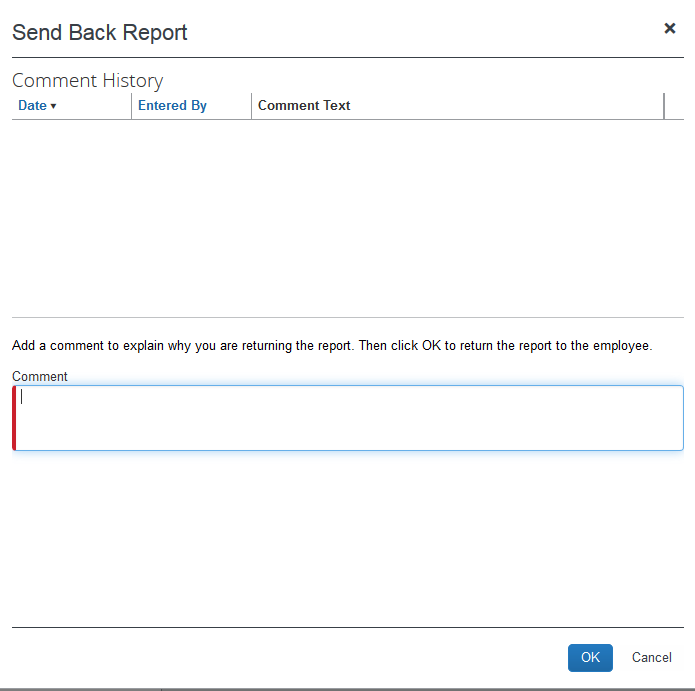 Send Back Report
Comment History
Date Entered By Comment Text
Add a comment to explain why you are returning the report. Then click OK to return the report to the employee.
Comment
OK Cancel